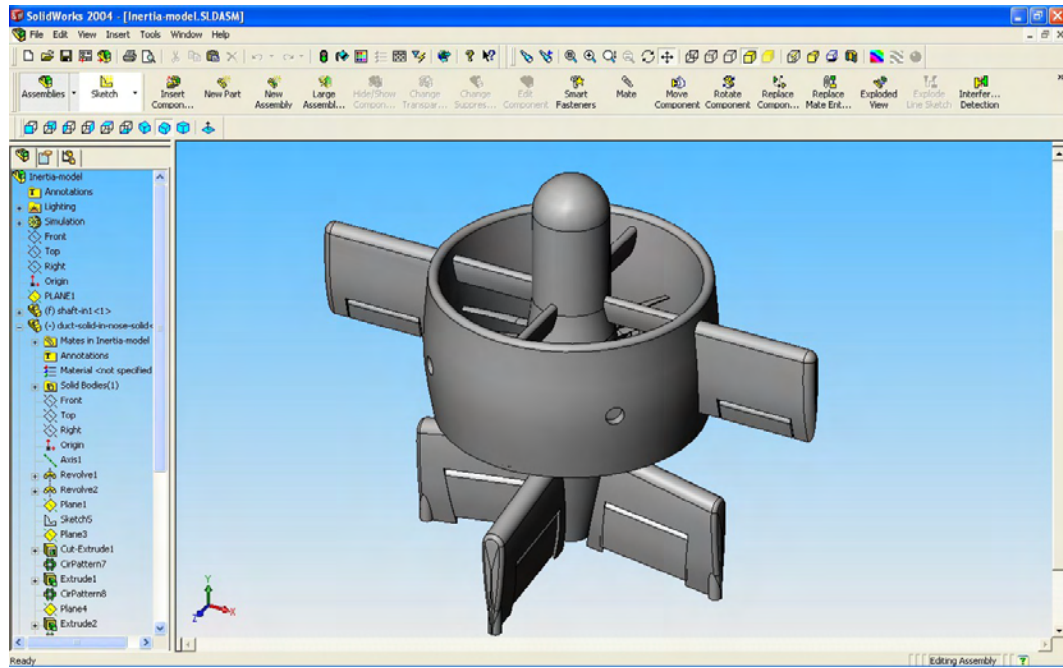 SolidWorks 2004 - [Inertia-model.SLDASM]
File Edit View Insert Tools Window Help
Assemblies Sketch Insert Compon... New Part New Assembly Large Assembl... Hide/Show Compon... Change Transpar... Change Suppres... Edit Component Smart Fasteners Mate Move Component Rotate Component Replace Compon... Replace Mate Ent... Exploded View Explode Line Sketch Interfer... Detection
Inertia-model
Annotations
Lighting
Simulation
Front
Top
Right
Origin
PLANE1
(f) shaft-in1<1>
(-) duct-solid-in-nose-solid<
Mates in Inertia-model
Annotations
Material <not specified
Solid Bodies(1)
Front
Top
Right
Origin
Axis1
Revolve1
Revolve2
Plane1
Sketch5
Plane3
Cut-Extrude1
CirPattern7
Extrude1
CirPattern8
Plane4
Extrude2
Y
X
Z
Ready
Editing Assembly